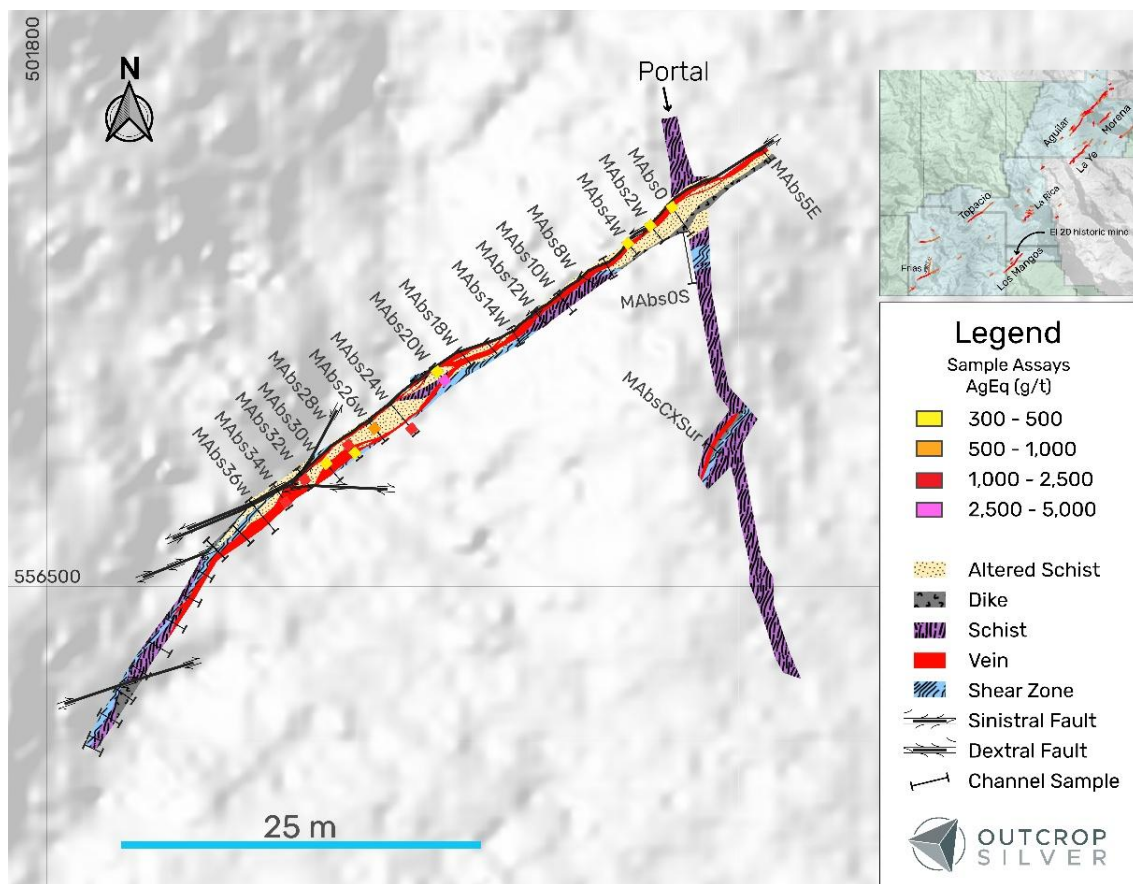 501800
N
Portal
MAbs5E
MAbs0
MAbs2W
MAbs4W
MAbs8W
MAbs10W
MAbs12W
MAbs14W
MAbs18W
MAbs20W
MAbs24W
MAbs26W
MAbs28W
MAbs30W
MAbs32W
MAbs34W
MAbs36W
MAbs0S
MAbsCXSur
556500
25 m
Aguilar
Morena
La Ye
Topacio
La Rica
El 20 historic mine
Frias
Los Mangos
Legend
Sample Assays
AgEq (g/t)
300 - 500
500 - 1,000
1,000 - 2,500
2,500 - 5,000
Altered Schist
Dike
Schist
Vein
Shear Zone
Sinistral Fault
Dextral Fault
Channel Sample
OUTCROP
SILVER